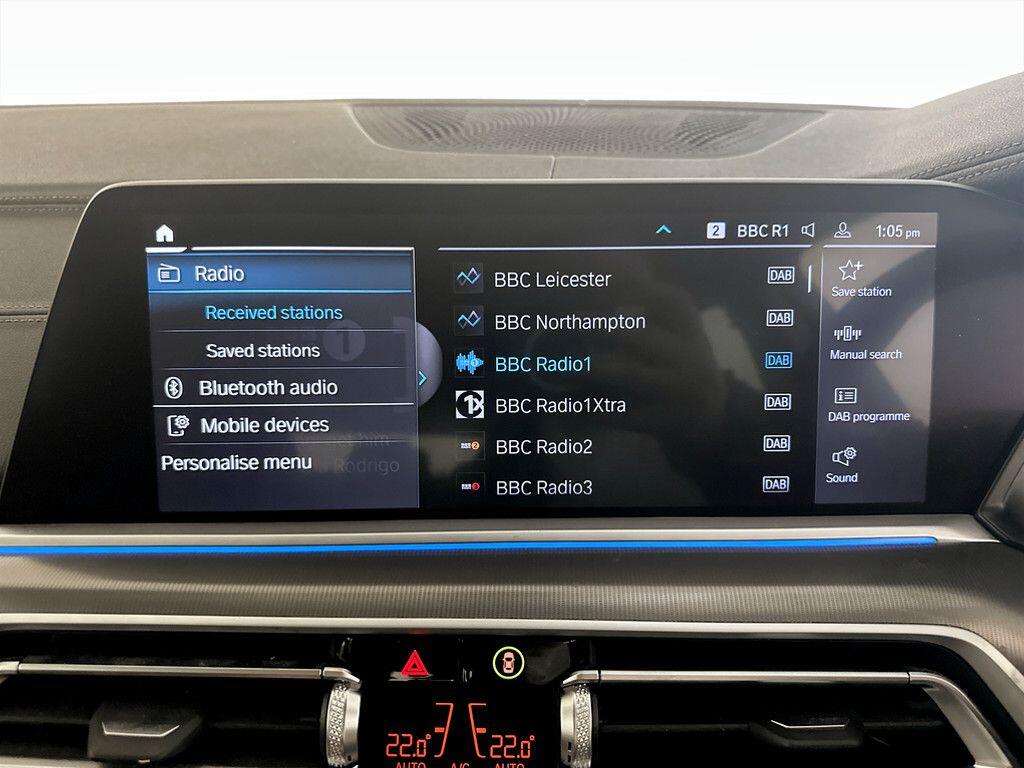 2 BBC R1 1:05 pm
Radio
Received stations
Saved stations
Bluetooth audio
Mobile devices
Personalise menu
Rodrigo
BBC Leicester DAB
BBC Northampton DAB
BBC Radio1 DAB
BBC Radio1Xtra DAB
BBC Radio2 DAB
BBC Radio3 DAB
Save station
Manual search
DAB programme
Sound
22.0° 22.0°
AUTO A/C AUTO